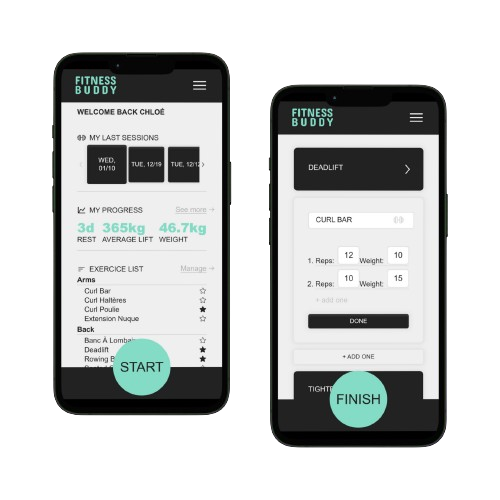 FITNESS
BUDDY
WELCOME BACK CHLOÉ
MY LAST SESSIONS
WED,
01/10
TUE, 12/19
TUE, 12/12
MY PROGRESS
See more
3d 365kg 46.7kg
REST AVERAGE LIFT WEIGHT
EXERCICE LIST
Manage
Arms
Curl Bar
Curl Haltères
Curl Poulie
Extension Nuque
Back
Banc À Lombai
Deadlift
Rowing B
START
FITNESS
BUDDY
DEADLIFT
CURL BAR
1. Reps: 12 Weight: 10
2. Reps: 10 Weight: 15
+ add one
DONE
+ ADD ONE
TIGHT
FINISH